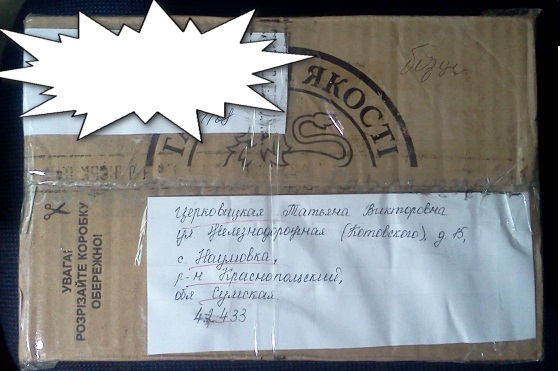 ЯКОСТІ
УВАГА!
РОЗРІЗАЙТЕ КОРОБКУ
ОБЕРЕЖНО!
Церковицкая Татьяна Викторовна
ул Железнодорожная (Котовского), д 15,
с Наумовка,
р-н Краснопольский,
обл Сумская
42433